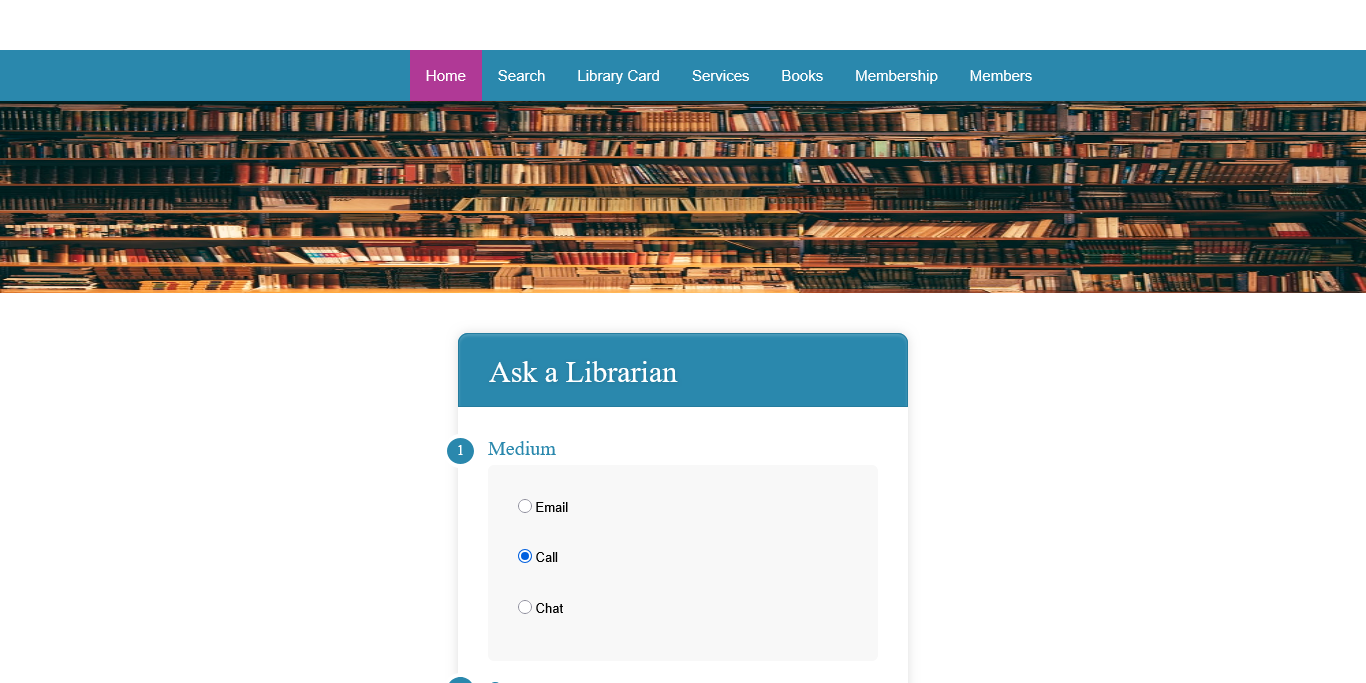 Home Search Library Card Services Books Membership Members
Ask a Librarian
1 Medium
Email
Call
Chat